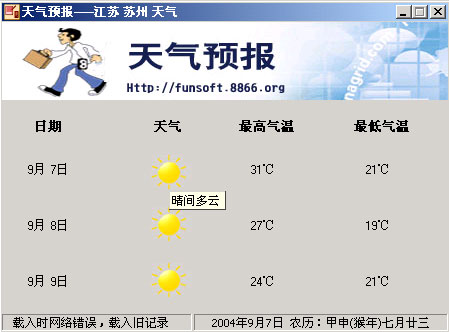 天气预报——江苏 苏州 天气
天气预报
Http://funsoft.8866.org
日期 天气 最高气温 最低气温
9月 7日 31℃ 21℃
晴间多云
9月 8日 27℃ 19℃
9月 9日 24℃ 21℃
载入时网络错误，载入旧记录 2004年9月7日 农历：甲申(猴年)七月廿三